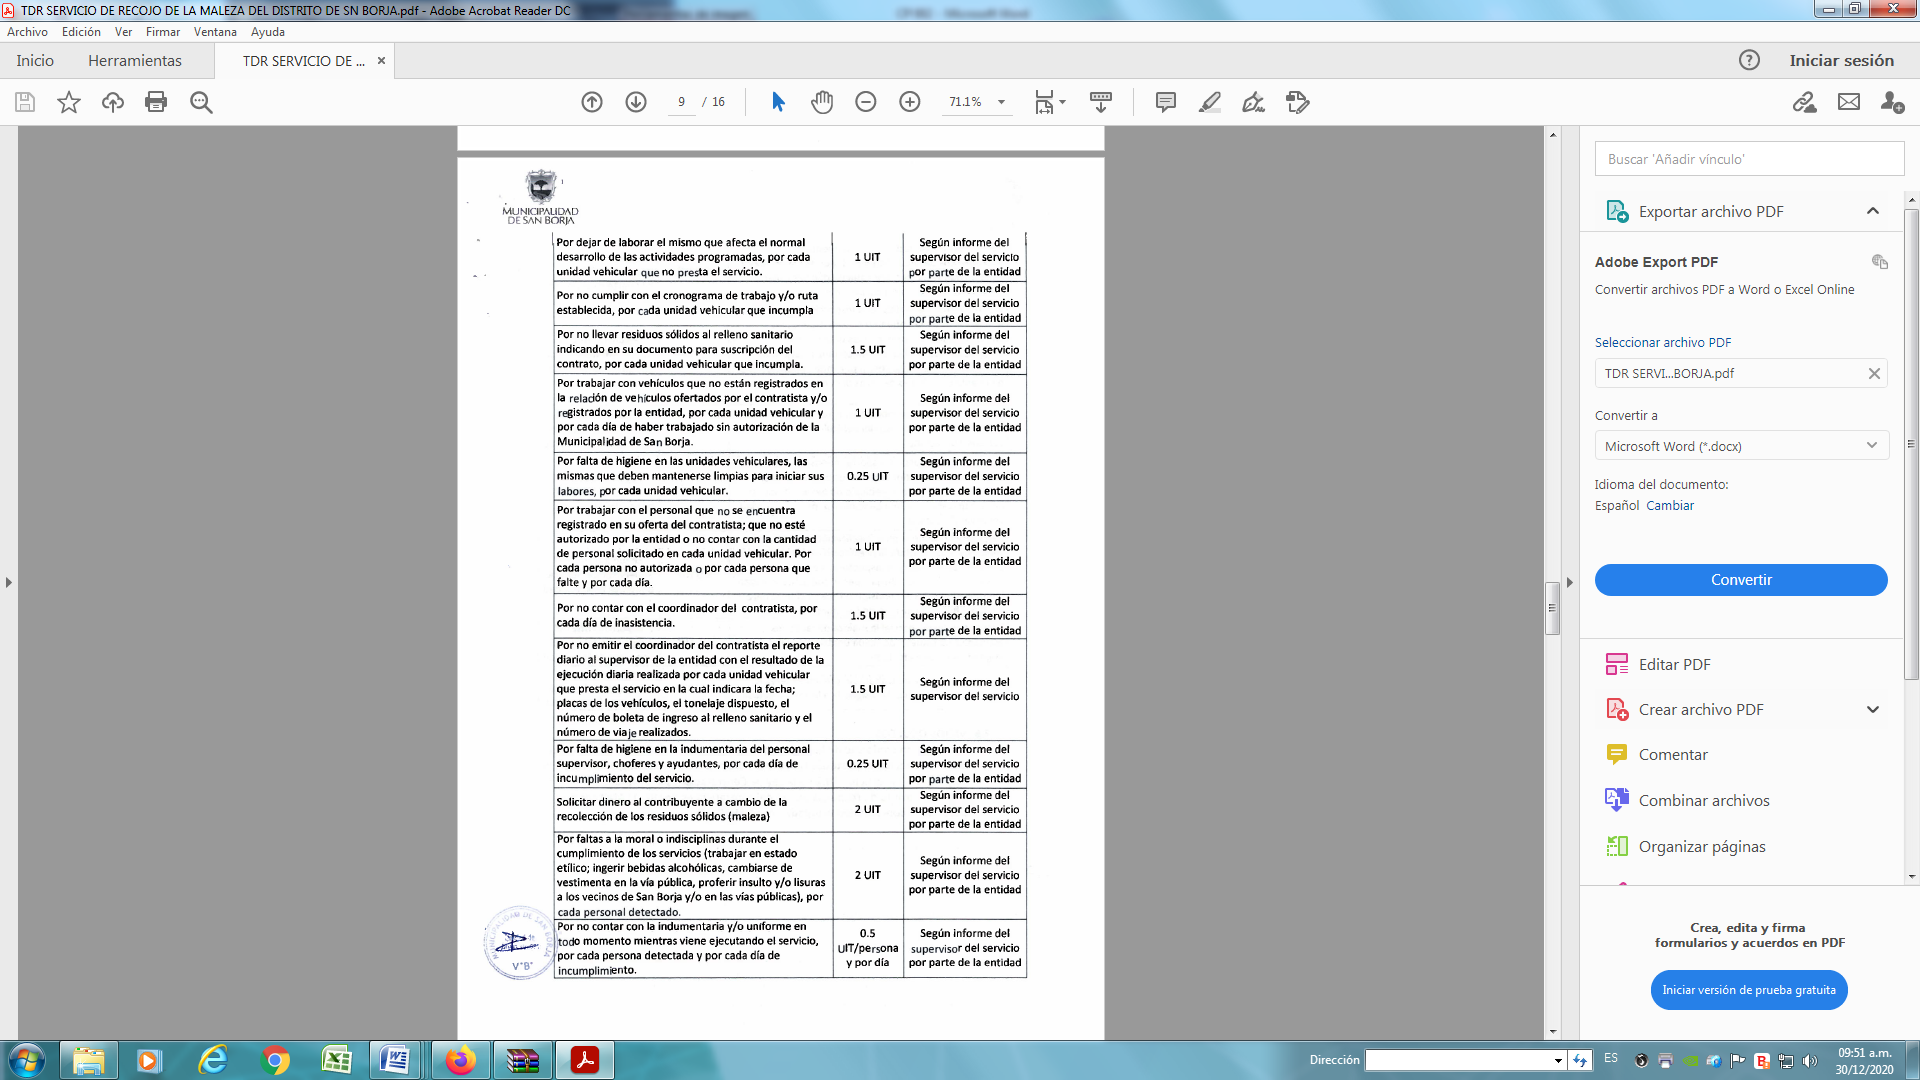 TDR SERVICIO DE RECOJO DE LA MALEZA DEL DISTRITO DE SN BORJA.pdf - Adobe Acrobat Reader DC
Archivo Edición Ver Firmar Ventana Ayuda
Inicio Herramientas TDR SERVICIO DE ... ×
Iniciar sesión
9 / 16
71.1%
MUNICIPALIDAD
DE SAN BORJA
Por dejar de laborar el mismo que afecta el normal
desarrollo de las actividades programadas, por cada
unidad vehicular que no presta el servicio.
1 UIT
Según informe del
supervisor del servicio
por parte de la entidad
Por no cumplir con el cronograma de trabajo y/o ruta
establecida, por cada unidad vehicular que incumpla
1 UIT
Según informe del
supervisor del servicio
por parte de la entidad
Por no llevar residuos sólidos al relleno sanitario
indicando en su documento para suscripción del
contrato, por cada unidad vehicular que incumpla.
1.5 UIT
Según informe del
supervisor del servicio
por parte de la entidad
Por trabajar con vehículos que no están registrados en
la relación de vehículos ofertados por el contratista y/o
registrados por la entidad, por cada unidad vehicular y
por cada día de haber trabajado sin autorización de la
Municipalidad de San Borja.
1 UIT
Según informe del
supervisor del servicio
por parte de la entidad
Por falta de higiene en las unidades vehiculares, las
mismas que deben mantenerse limpias para iniciar sus
labores, por cada unidad vehicular.
0.25 UIT
Según informe del
supervisor del servicio
por parte de la entidad
Por trabajar con el personal que no se encuentra
registrado en su oferta del contratista; que no esté
autorizado por la entidad o no contar con la cantidad
de personal solicitado en cada unidad vehicular. Por
cada persona no autorizada o por cada persona que
falte y por cada día.
1 UIT
Según informe del
supervisor del servicio
por parte de la entidad
Por no contar con el coordinador del contratista, por
cada día de inasistencia.
1.5 UIT
Según informe del
supervisor del servicio
por parte de la entidad
Por no emitir el coordinador del contratista el reporte
diario al supervisor de la entidad con el resultado de la
ejecución diaria realizada por cada unidad vehicular
que presta el servicio en la cual indicara la fecha;
placas de los vehículos, el tonelaje dispuesto, el
número de boleta de ingreso al relleno sanitario y el
número de viaje realizados.
1.5 UIT
Según informe del
supervisor del servicio
Por falta de higiene en la indumentaria del personal
supervisor, choferes y ayudantes, por cada día de
incumplimiento del servicio.
0.25 UIT
Según informe del
supervisor del servicio
por parte de la entidad
Solicitar dinero al contribuyente a cambio de la
recolección de los residuos sólidos (maleza)
2 UIT
Según informe del
supervisor del servicio
por parte de la entidad
Por faltas a la moral o indisciplinas durante el
cumplimiento de los servicios (trabajar en estado
etílico; ingerir bebidas alcohólicas, cambiarse de
vestimenta en la vía pública, proferir insulto y/o lisuras
a los vecinos de San Borja y/o en las vías públicas), por
cada personal detectado.
2 UIT
Según informe del
supervisor del servicio
por parte de la entidad
Por no contar con la indumentaria y/o uniforme en
todo momento mientras viene ejecutando el servicio,
por cada persona detectada y por cada día de
incumplimiento.
0.5
UIT/persona
y por día
Según informe del
supervisor del servicio
por parte de la entidad
V°B°
Buscar 'Añadir vínculo'
Exportar archivo PDF
Adobe Export PDF
Convertir archivos PDF a Word o Excel Online
Seleccionar archivo PDF
TDR SERVI...BORJA.pdf
Convertir a
Microsoft Word (*.docx)
Idioma del documento:
Español Cambiar
Convertir
Editar PDF
Crear archivo PDF
Comentar
Combinar archivos
Organizar páginas
Crea, edita y firma
formularios y acuerdos en PDF
Iniciar versión de prueba gratuita
Dirección
ES
09:51 a.m.
30/12/2020